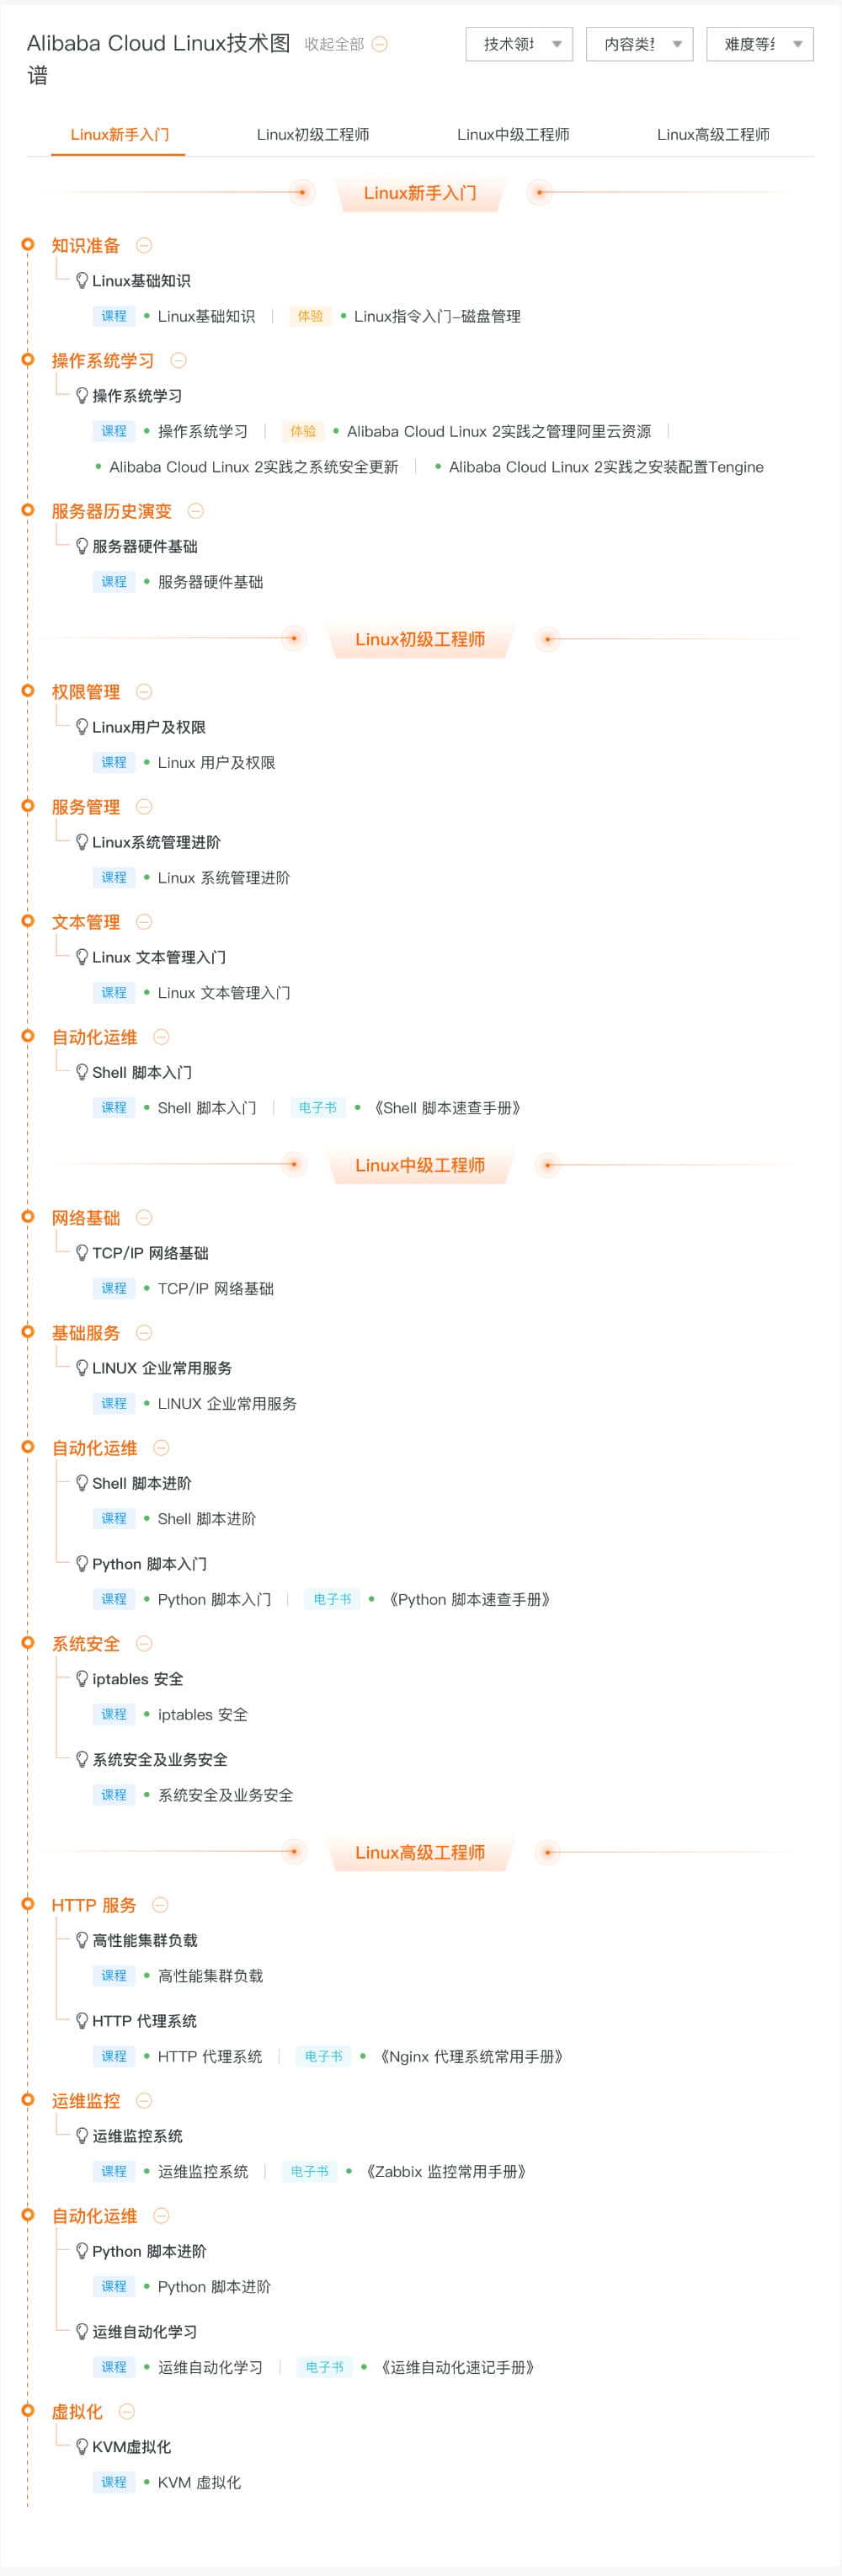 Alibaba Cloud Linux技术图谱 收起全部
技术领域 内容类型 难度等级
Linux新手入门 Linux初级工程师 Linux中级工程师 Linux高级工程师
Linux新手入门
知识准备
Linux基础知识
课程 • Linux基础知识 | 体验 • Linux指令入门-磁盘管理
操作系统学习
操作系统学习
课程 • 操作系统学习 | 体验 • Alibaba Cloud Linux 2实践之管理阿里云资源 |
• Alibaba Cloud Linux 2实践之系统安全更新 | • Alibaba Cloud Linux 2实践之安装配置Tengine
服务器历史演变
服务器硬件基础
课程 • 服务器硬件基础
Linux初级工程师
权限管理
Linux用户及权限
课程 • Linux 用户及权限
服务管理
Linux系统管理进阶
课程 • Linux 系统管理进阶
文本管理
Linux 文本管理入门
课程 • Linux 文本管理入门
自动化运维
Shell 脚本入门
课程 • Shell 脚本入门 | 电子书 • 《Shell 脚本速查手册》
Linux中级工程师
网络基础
TCP/IP 网络基础
课程 • TCP/IP 网络基础
基础服务
LINUX 企业常用服务
课程 • LINUX 企业常用服务
自动化运维
Shell 脚本进阶
课程 • Shell 脚本进阶
Python 脚本入门
课程 • Python 脚本入门 | 电子书 • 《Python 脚本速查手册》
系统安全
iptables 安全
课程 • iptables 安全
系统安全及业务安全
课程 • 系统安全及业务安全
Linux高级工程师
HTTP 服务
高性能集群负载
课程 • 高性能集群负载
HTTP 代理系统
课程 • HTTP 代理系统 | 电子书 • 《Nginx 代理系统常用手册》
运维监控
运维监控系统
课程 • 运维监控系统 | 电子书 • 《Zabbix 监控常用手册》
自动化运维
Python 脚本进阶
课程 • Python 脚本进阶
运维自动化学习
课程 • 运维自动化学习 | 电子书 • 《运维自动化速记手册》
虚拟化
KVM虚拟化
课程 • KVM 虚拟化